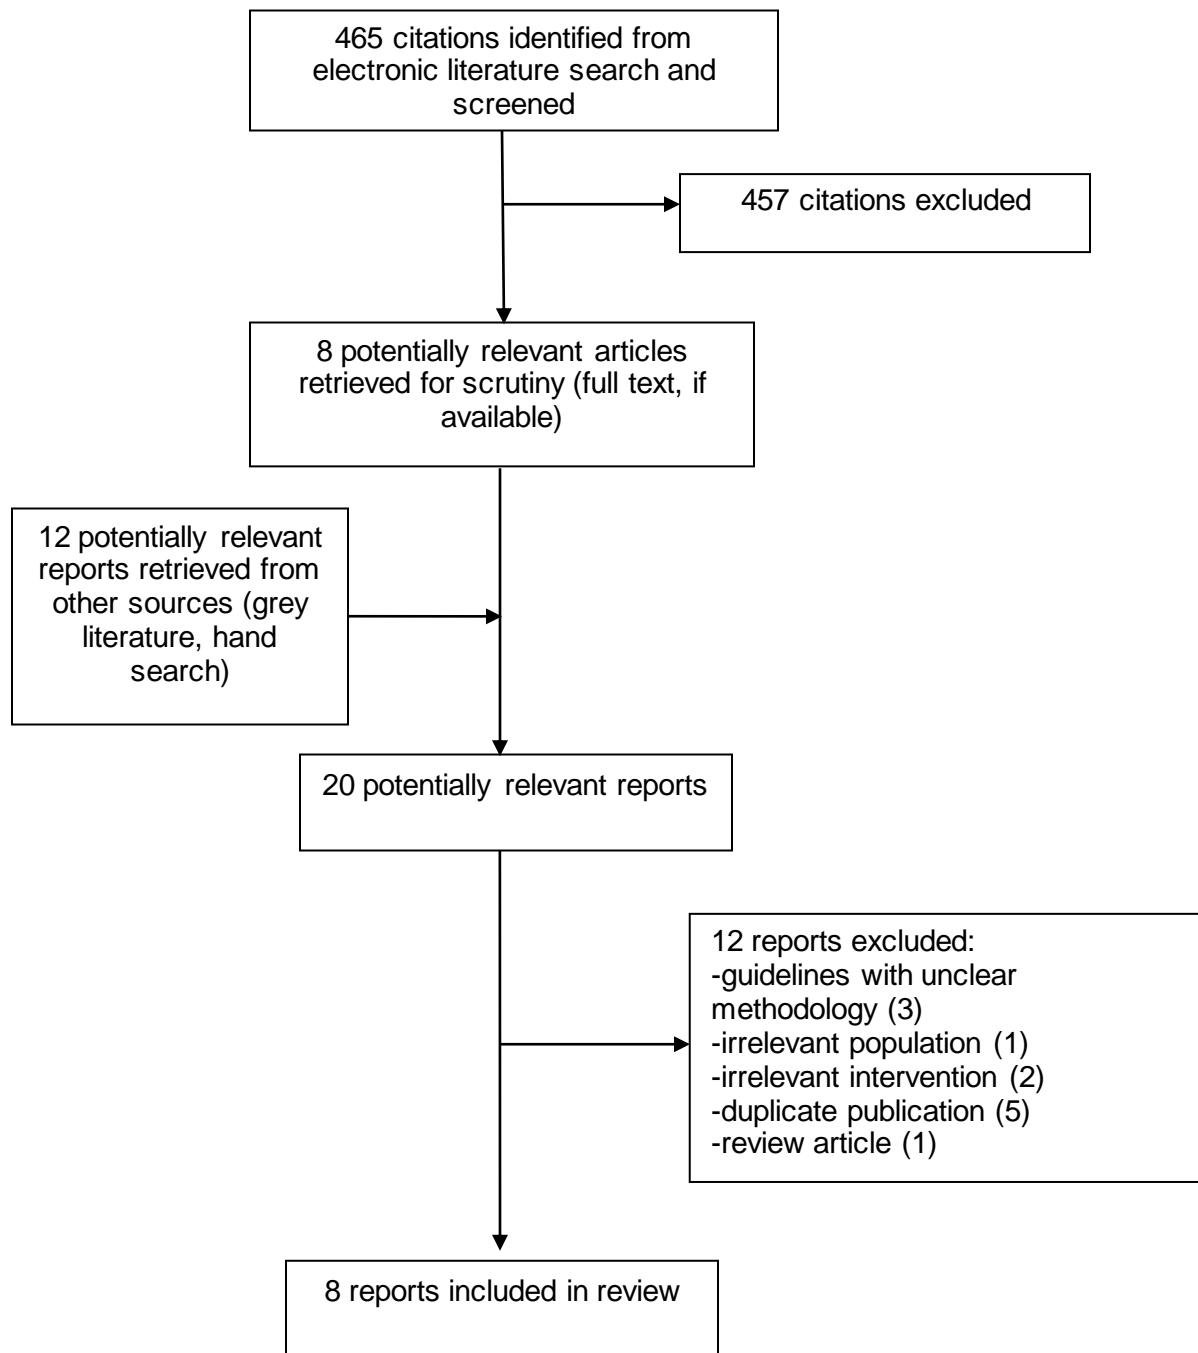 465 citations identified from
electronic literature search and
screened
457 citations excluded
8 potentially relevant articles
retrieved for scrutiny (full text, if
available)
12 potentially relevant
reports retrieved from
other sources (grey
literature, hand
search)
20 potentially relevant reports
12 reports excluded:
-guidelines with unclear
methodology (3)
-irrelevant population (1)
-irrelevant intervention (2)
-duplicate publication (5)
-review article (1)
8 reports included in review